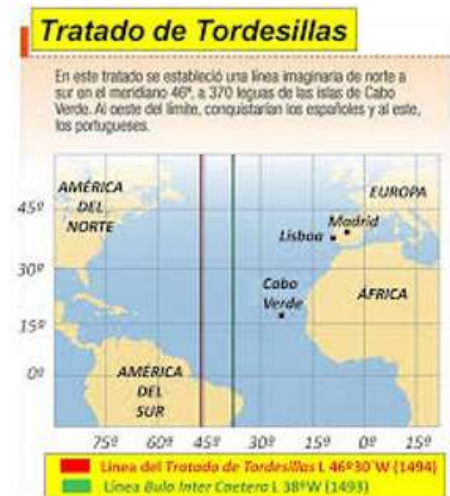 Tratado de Tordesillas
En este tratado se estableció una línea imaginaria de norte a
sur en el meridiano 46º, a 370 leguas de las islas de Cabo
Verde. Al oeste del límite, conquistarían los españoles y al este,
los portugueses.
AMÉRICA
DEL
NORTE
EUROPA
45º
Madrid
Lisboa
30º
Cabo
Verde
ÁFRICA
15º
0º
AMÉRICA
DEL
SUR
75º 60º 45º 30º 15º 0º 15º
Línea del Tratado de Tordesillas L 46º30'W (1494)
Línea Bula Inter Caetera L 38ºW (1493)